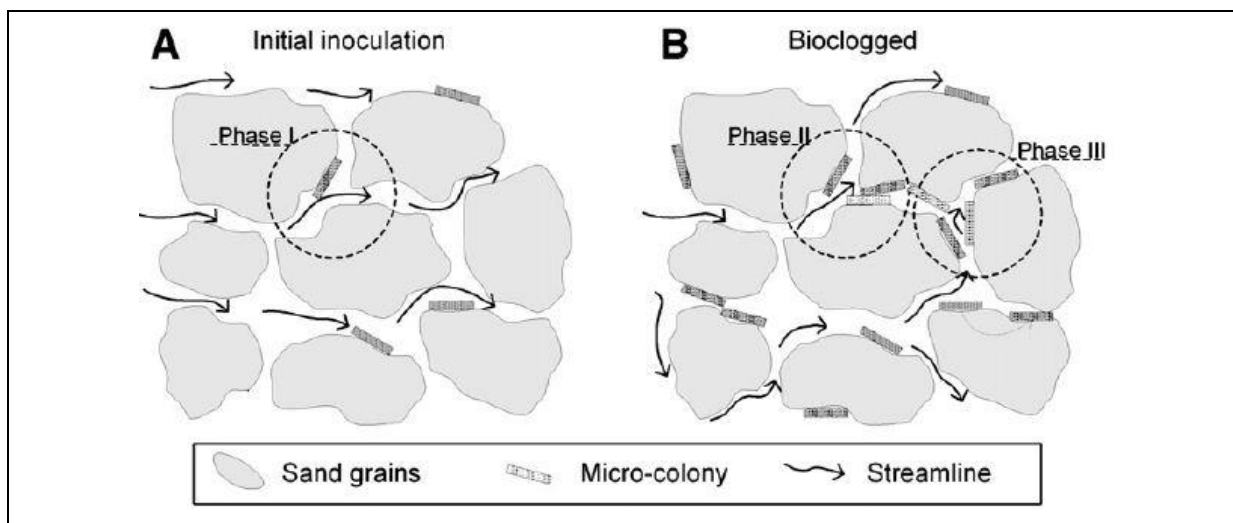 A Initial inoculation
B Bioclogged
Phase I
Phase II
Phase III
Sand grains
Micro-colony
Streamline